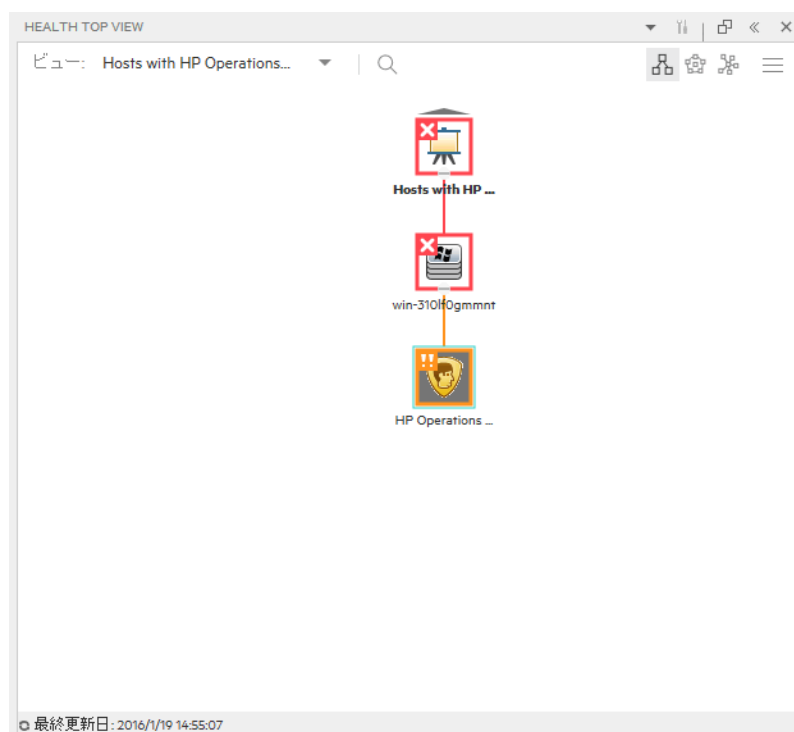 HEALTH TOP VIEW
ビュー: Hosts with HP Operations...
Hosts with HP ...
win-310lf0gmmnt
HP Operations ...
最終更新日: 2016/1/19 14:55:07